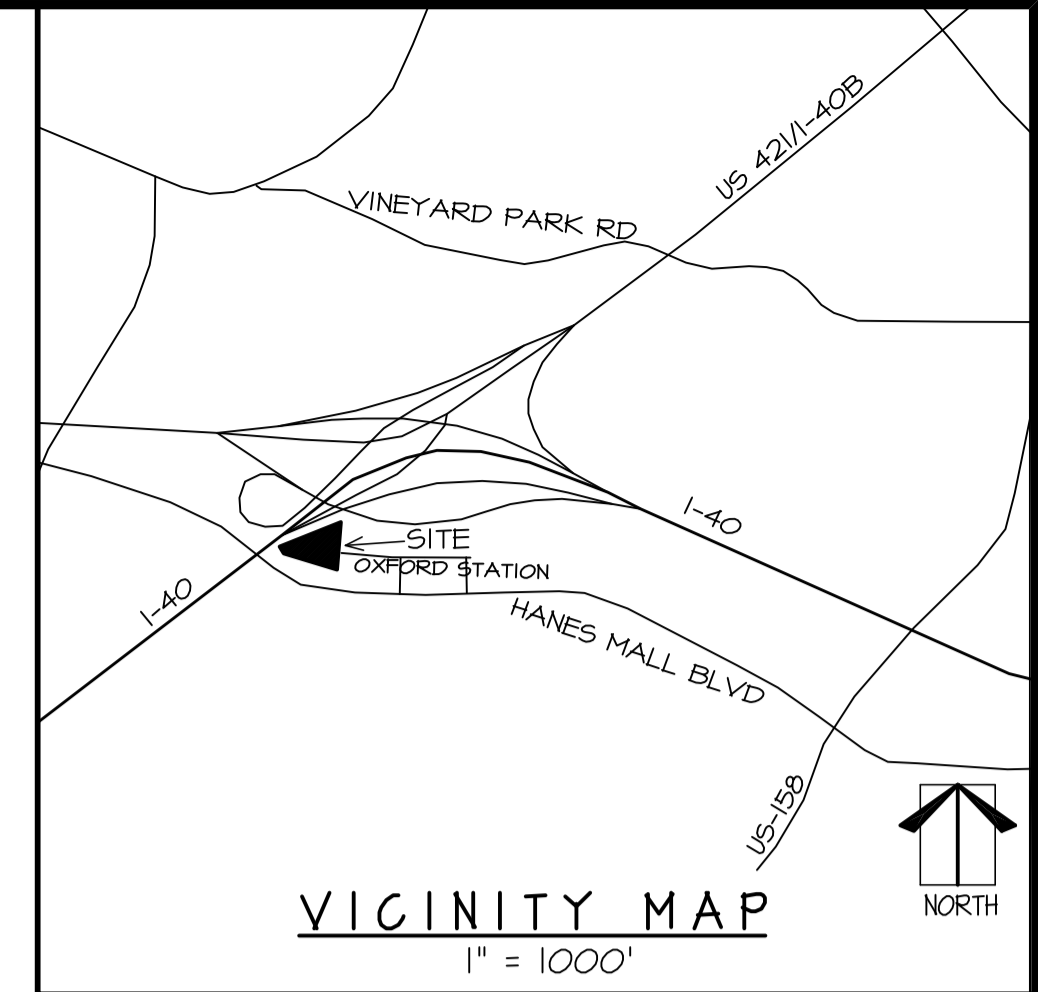 US 421/I-40B
VINEYARD PARK RD
I-40
SITE
OXFORD STATION
I-40
HANES MALL BLVD
US-158
NORTH
VICINITY MAP
1" = 1000'